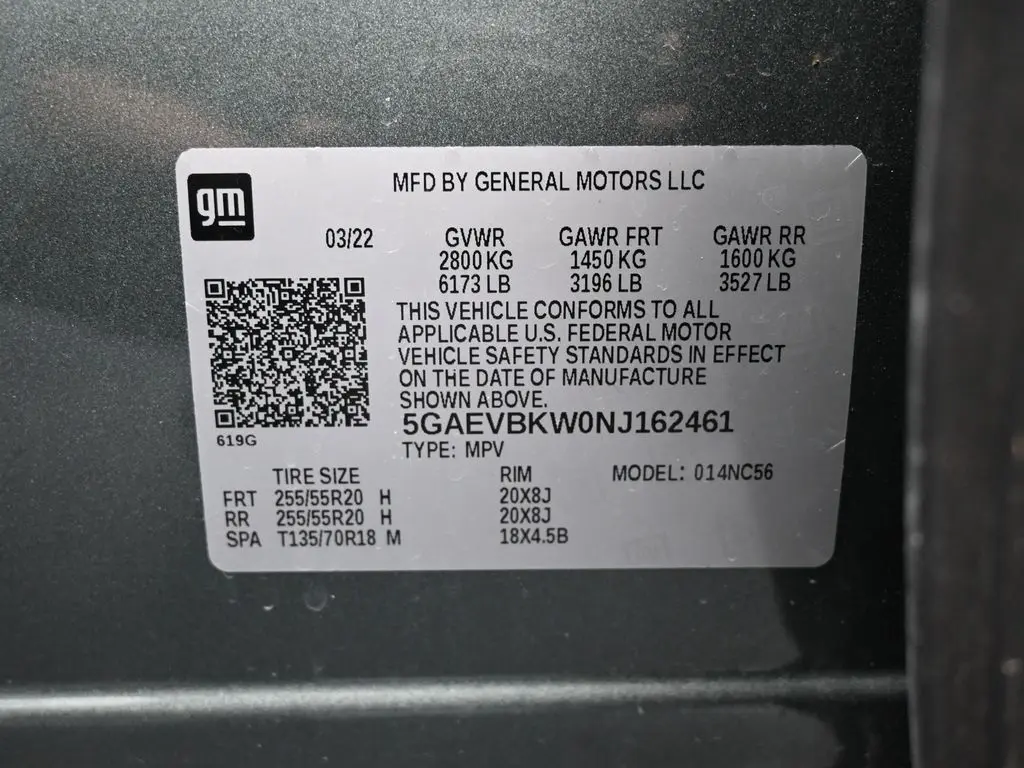 gm
MFD BY GENERAL MOTORS LLC
03/22 GVWR GAWR FRT GAWR RR
2800 KG 1450 KG 1600 KG
6173 LB 3196 LB 3527 LB
THIS VEHICLE CONFORMS TO ALL
APPLICABLE U.S. FEDERAL MOTOR
VEHICLE SAFETY STANDARDS IN EFFECT
ON THE DATE OF MANUFACTURE
SHOWN ABOVE.
5GAEVBKW0NJ162461
619G
TYPE: MPV
TIRE SIZE RIM MODEL: 014NC56
FRT 255/55R20 H 20X8J
RR 255/55R20 H 20X8J
SPA T135/70R18 M 18X4.5B